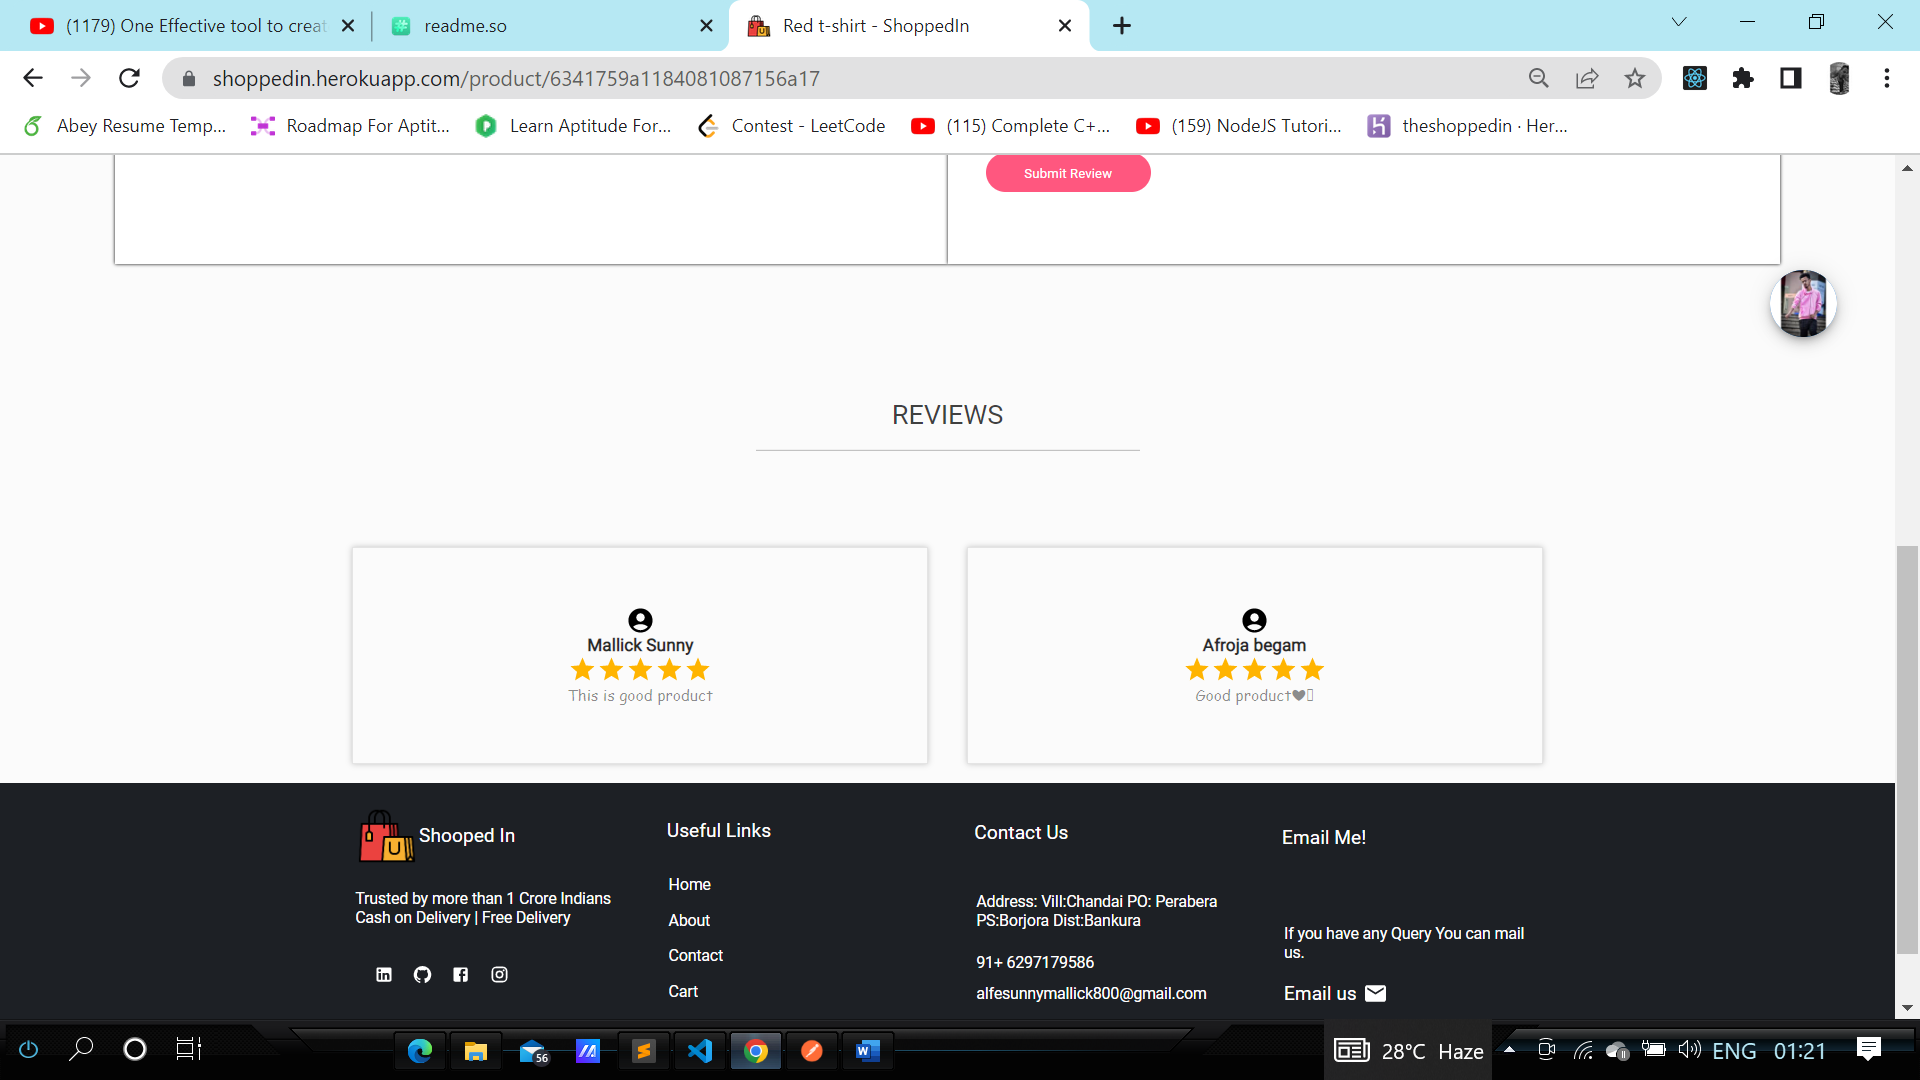 (1179) One Effective tool to creat
readme.so
Red t-shirt - ShoppedIn
shoppedin.herokuapp.com/product/6341759a1184081087156a17
Abey Resume Temp...
Roadmap For Aptit...
Learn Aptitude For...
Contest - LeetCode
(115) Complete C+...
(159) NodeJS Tutori...
theshoppedin · Her...
Submit Review
REVIEWS
Mallick Sunny
This is good product
Afroja begam
Good product♥
Shooped In
Trusted by more than 1 Crore Indians
Cash on Delivery | Free Delivery
Useful Links
Home
About
Contact
Cart
Contact Us
Address: Vill:Chandai PO: Perabera
PS:Borjora Dist:Bankura
91+ 6297179586
alfesunnymallick800@gmail.com
Email Me!
If you have any Query You can mail
us.
Email us
56
28°C Haze
ENG
01:21